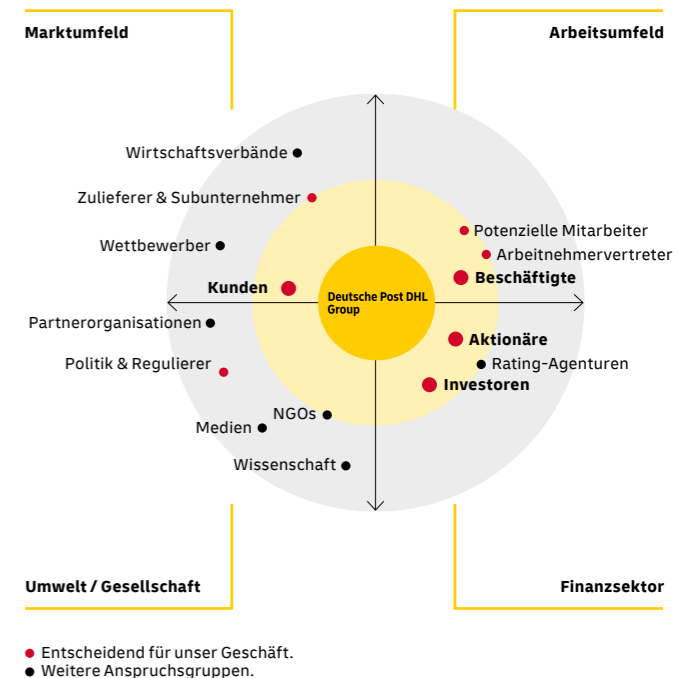 Marktumfeld
Arbeitsumfeld
Wirtschaftsverbände
Zulieferer & Subunternehmer
Potenzielle Mitarbeiter
Wettbewerber
Arbeitnehmervertreter
Beschäftigte
Kunden
Deutsche Post DHL
Group
Partnerorganisationen
Aktionäre
Politik & Regulierer
Rating-Agenturen
Investoren
NGOs
Medien
Wissenschaft
Umwelt / Gesellschaft
Finanzsektor
Entscheidend für unser Geschäft.
Weitere Anspruchsgruppen.